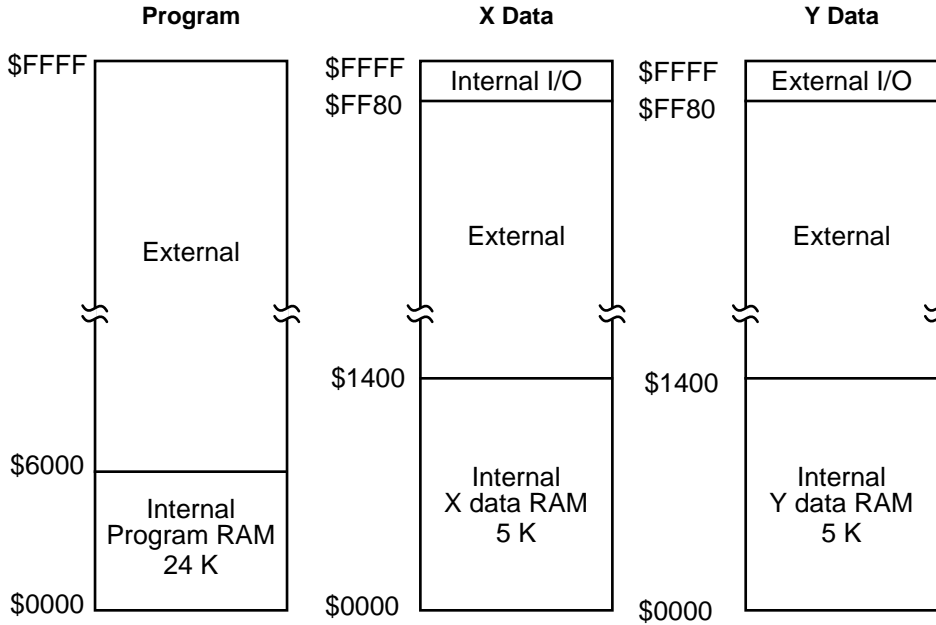 Program
X Data
Y Data
$FFFF
$FFFF
Internal I/O
$FF80
$FFFF
External I/O
$FF80
External
External
External
$1400
$1400
$6000
Internal
Program RAM
24 K
Internal
X data RAM
5 K
Internal
Y data RAM
5 K
$0000
$0000
$0000